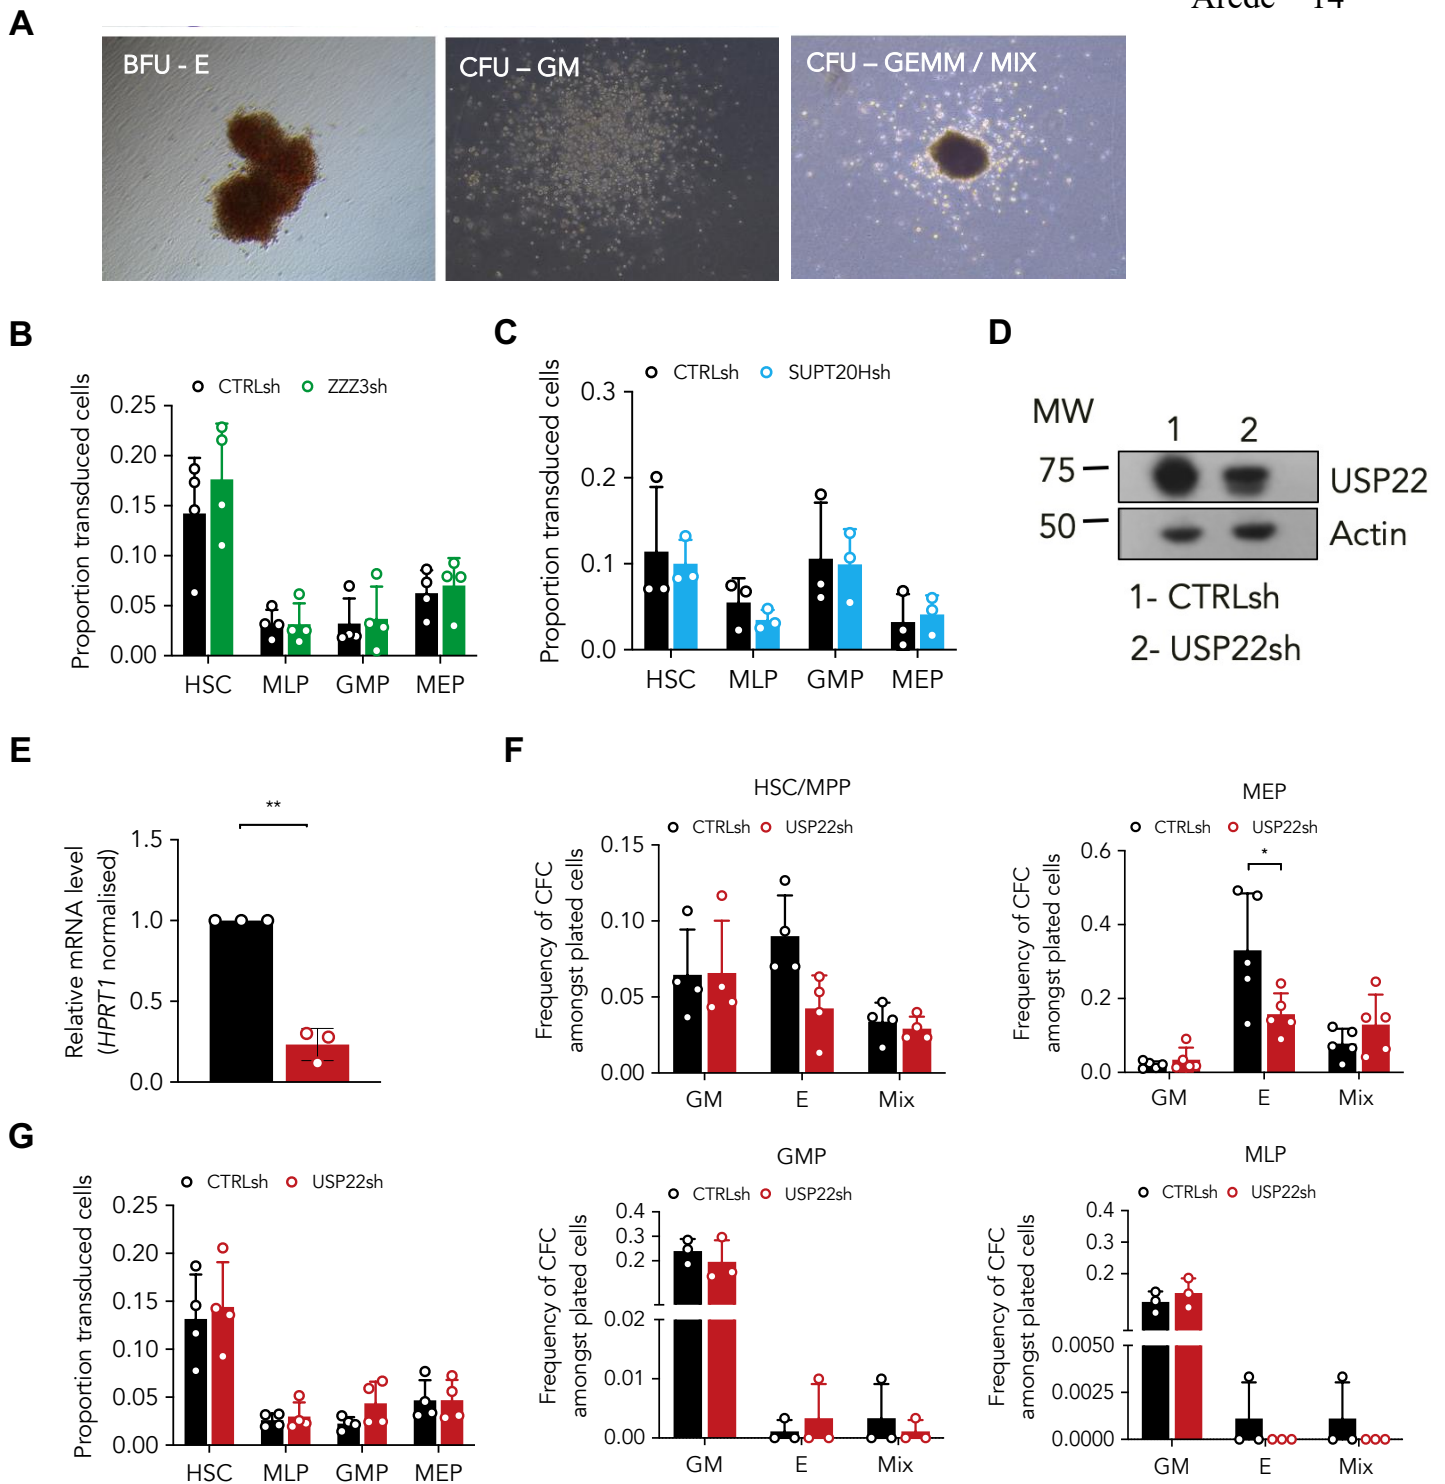 A
BFU - E
CFU – GM
CFU – GEMM / MIX
B
CTRLsh ZZZ3sh
Proportion transduced cells
0.25
0.20
0.15
0.10
0.05
0.00
HSC MLP GMP MEP
C
CTRLsh SUPT20Hsh
Proportion transduced cells
0.3
0.2
0.1
0.0
HSC MLP GMP MEP
D
MW
1 2
75
USP22
50
Actin
1- CTRLsh
2- USP22sh
E
**
Relative mRNA level
(HPRT1 normalised)
1.5
1.0
0.5
0.0
F
HSC/MPP
CTRLsh USP22sh
Frequency of CFC
amongst plated cells
0.15
0.10
0.05
0.00
GM E Mix
MEP
CTRLsh USP22sh
*
Frequency of CFC
amongst plated cells
0.6
0.4
0.2
0.0
GM E Mix
GMP
CTRLsh USP22sh
Frequency of CFC
amongst plated cells
0.4
0.3
0.2
0.02
0.01
0.00
GM E Mix
MLP
CTRLsh USP22sh
Frequency of CFC
amongst plated cells
0.4
0.3
0.2
0.0050
0.0025
0.0000
GM E Mix
G
CTRLsh USP22sh
Proportion transduced cells
0.25
0.20
0.15
0.10
0.05
0.00
HSC MLP GMP MEP